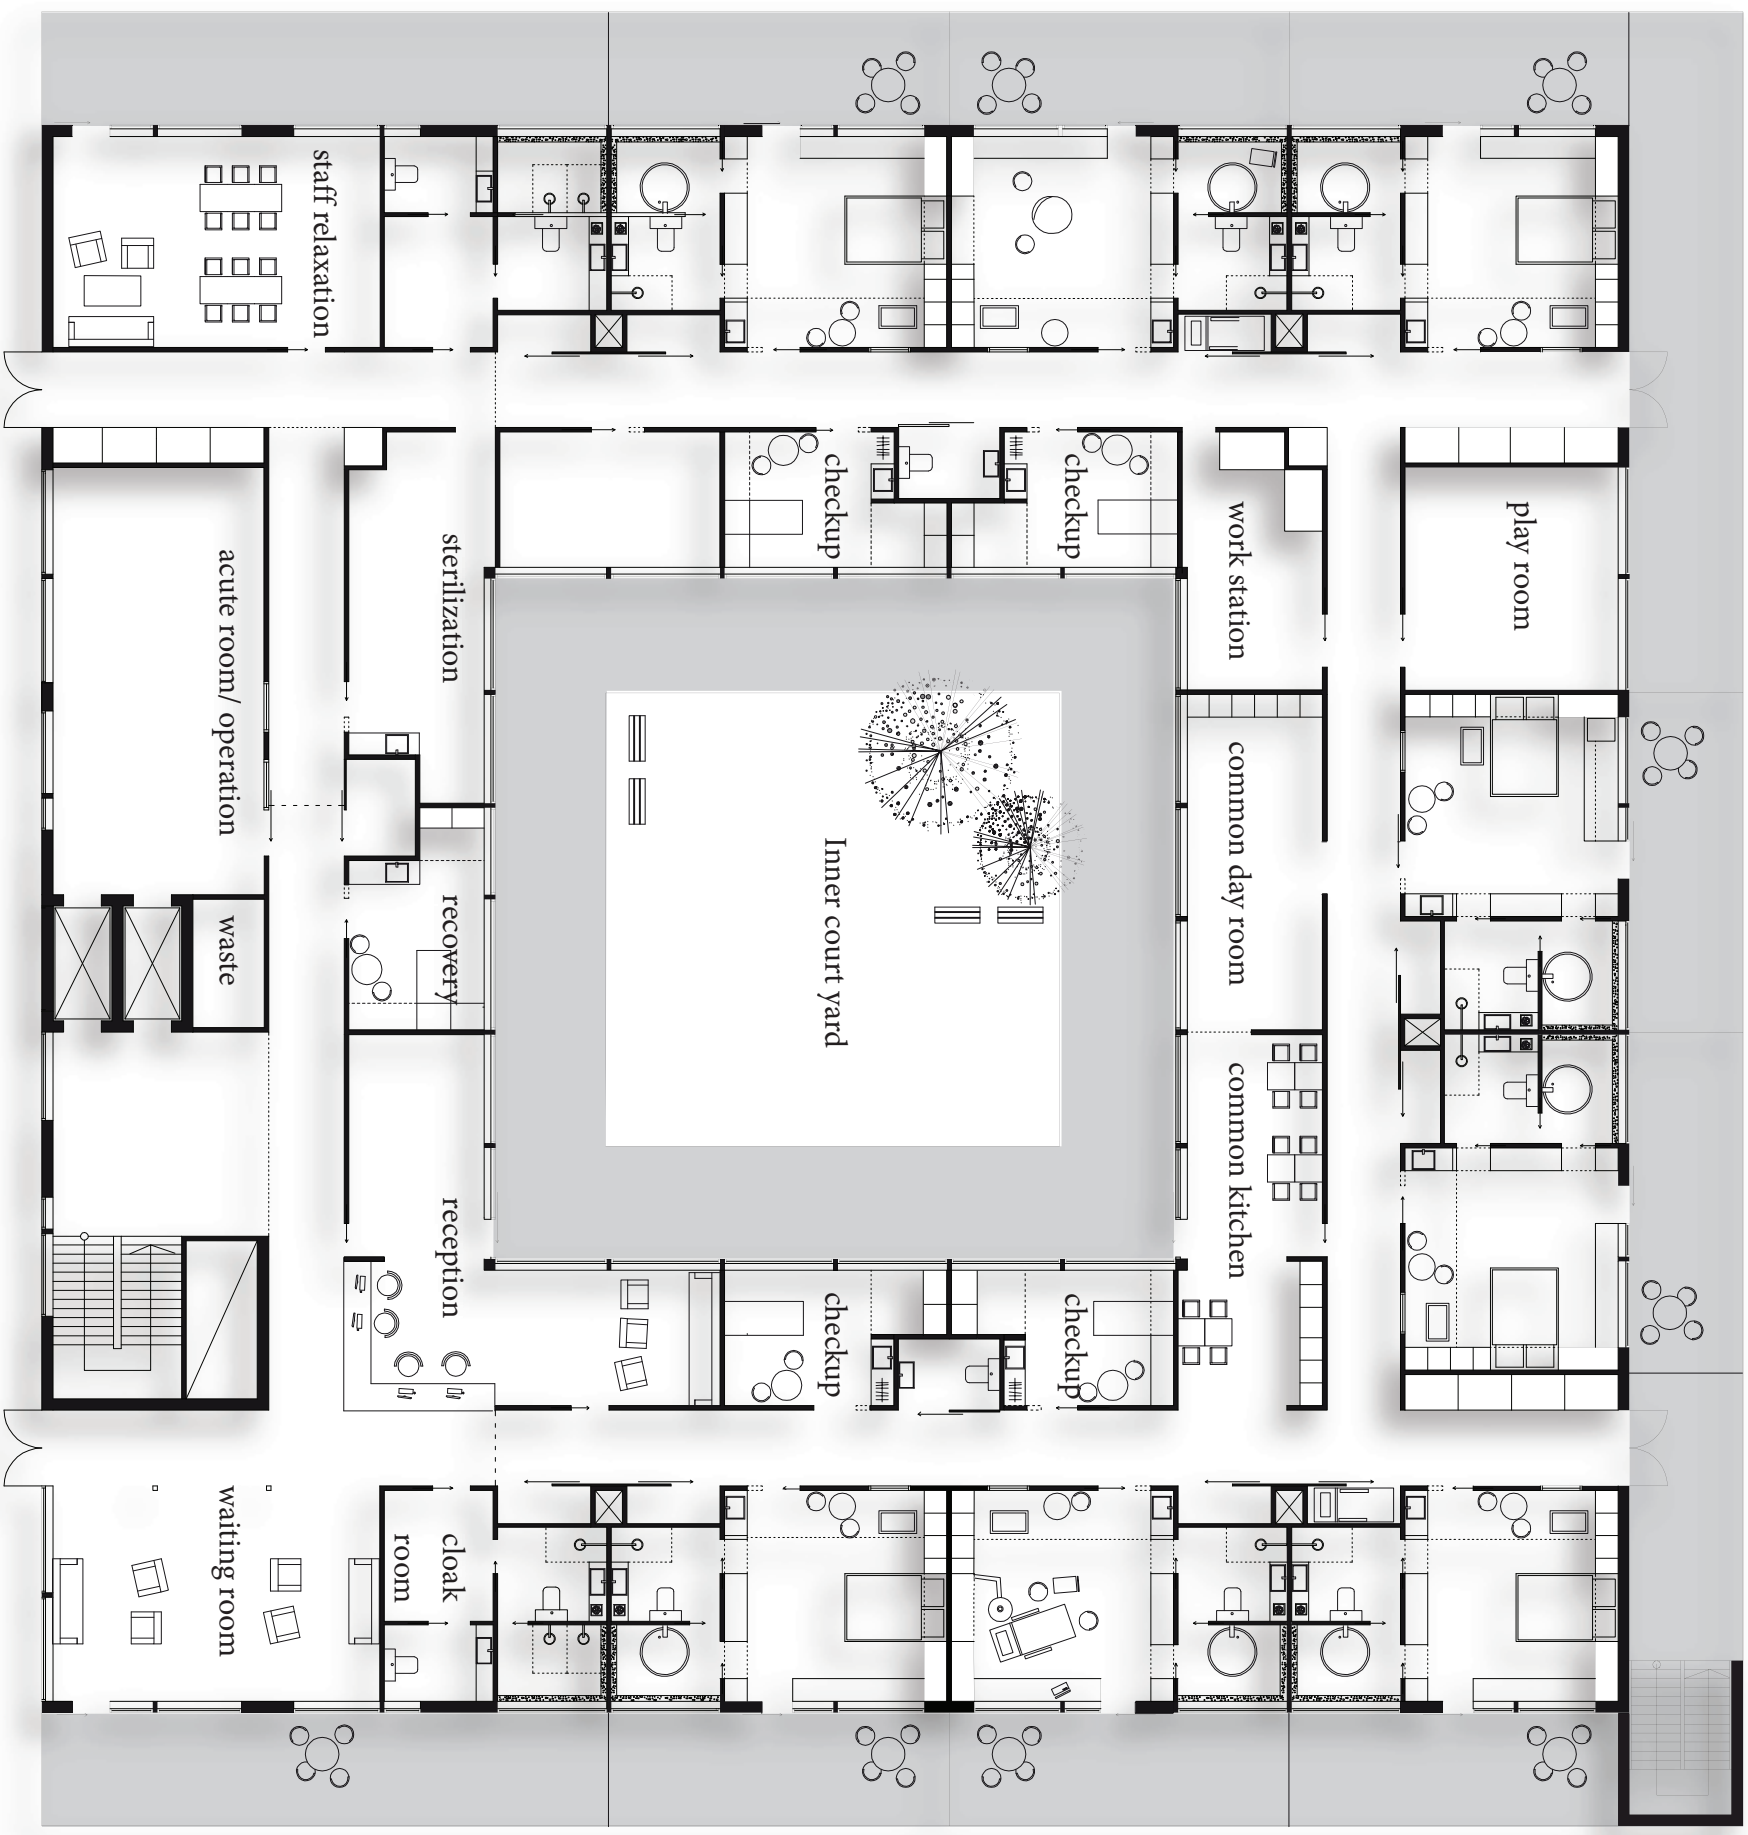 staff relaxation
checkup
checkup
sterilization
acute room/ operation
work station
play room
common day room
Inner court yard
recovery
waste
common kitchen
reception
checkup
checkup
waiting room
cloak
room